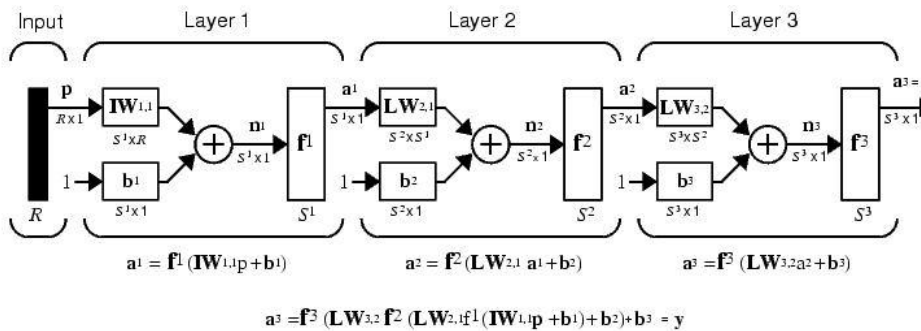 Input Layer 1 Layer 2 Layer 3
p a1 a2 a3 =
IW1,1 LW2,1 LW3,2
R x 1 S1 x 1 S2 x 1 S3 x 1
S1 x R n1 f1 S2 x S1 n2 f2 S3 x S2 n3 f3
+ + +
S1 x 1 S2 x 1 S3 x 1
1 b1 1 b2 1 b3
R S1 x 1 S1 S2 x 1 S2 S3 x 1 S3
a1 = f1 (IW1,1p + b1) a2 = f2 (LW2,1 a1 + b2) a3 = f3 (LW3,2a2 + b3)
a3 = f3 (LW3,2 f2 (LW2,1f1(IW1,1p + b1) + b2) + b3 = y